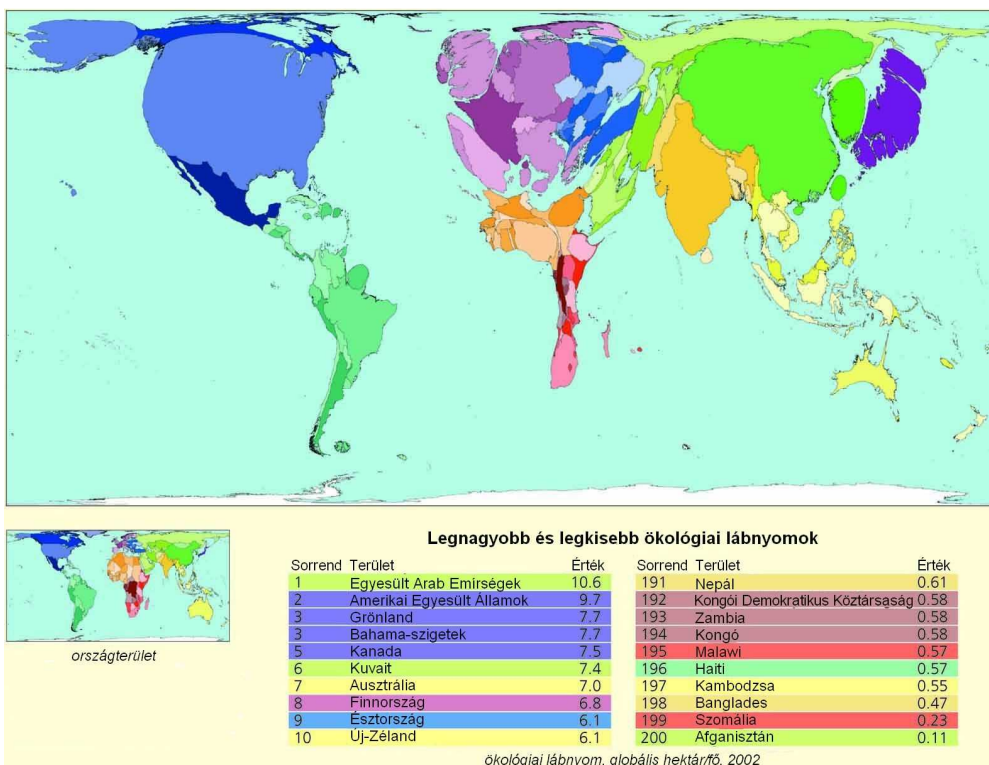 Legnagyobb és legkisebb ökológiai lábnyomok
Sorrend Terület Érték
1 Egyesült Arab Emírségek 10.6
2 Amerikai Egyesült Államok 9.7
3 Grönland 7.7
3 Bahama-szigetek 7.7
5 Kanada 7.5
6 Kuvait 7.4
7 Ausztrália 7.0
8 Finnország 6.8
9 Észtország 6.1
10 Új-Zéland 6.1
Sorrend Terület Érték
191 Nepál 0.61
192 Kongói Demokratikus Köztársaság 0.58
193 Zambia 0.58
194 Kongó 0.58
195 Malawi 0.57
196 Haiti 0.57
197 Kambodzsa 0.55
198 Banglades 0.47
199 Szomália 0.23
200 Afganisztán 0.11
országterület
ökológiai lábnyom, globális hektár/fő, 2002